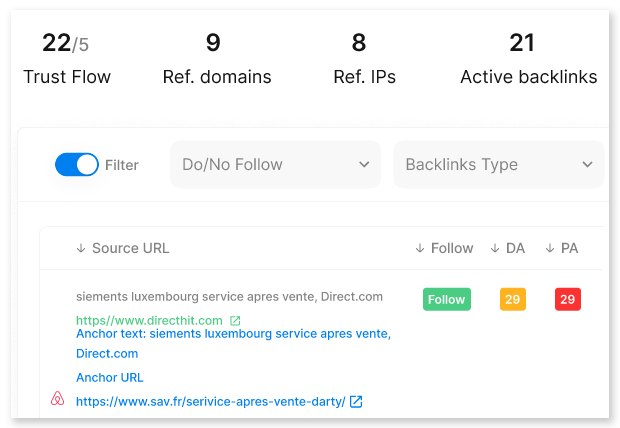 22/5 9 8 21
Trust Flow Ref. domains Ref. IPs Active backlinks
Filter Do/No Follow Backlinks Type
↓ Source URL ↓ Follow ↓ DA ↓ PA
siements luxembourg service apres vente, Direct.com Follow 29 29
https//www.directhit.com
Anchor text: siements luxembourg service apres vente,
Direct.com
Anchor URL
https://www.sav.fr/serivice-apres-vente-darty/